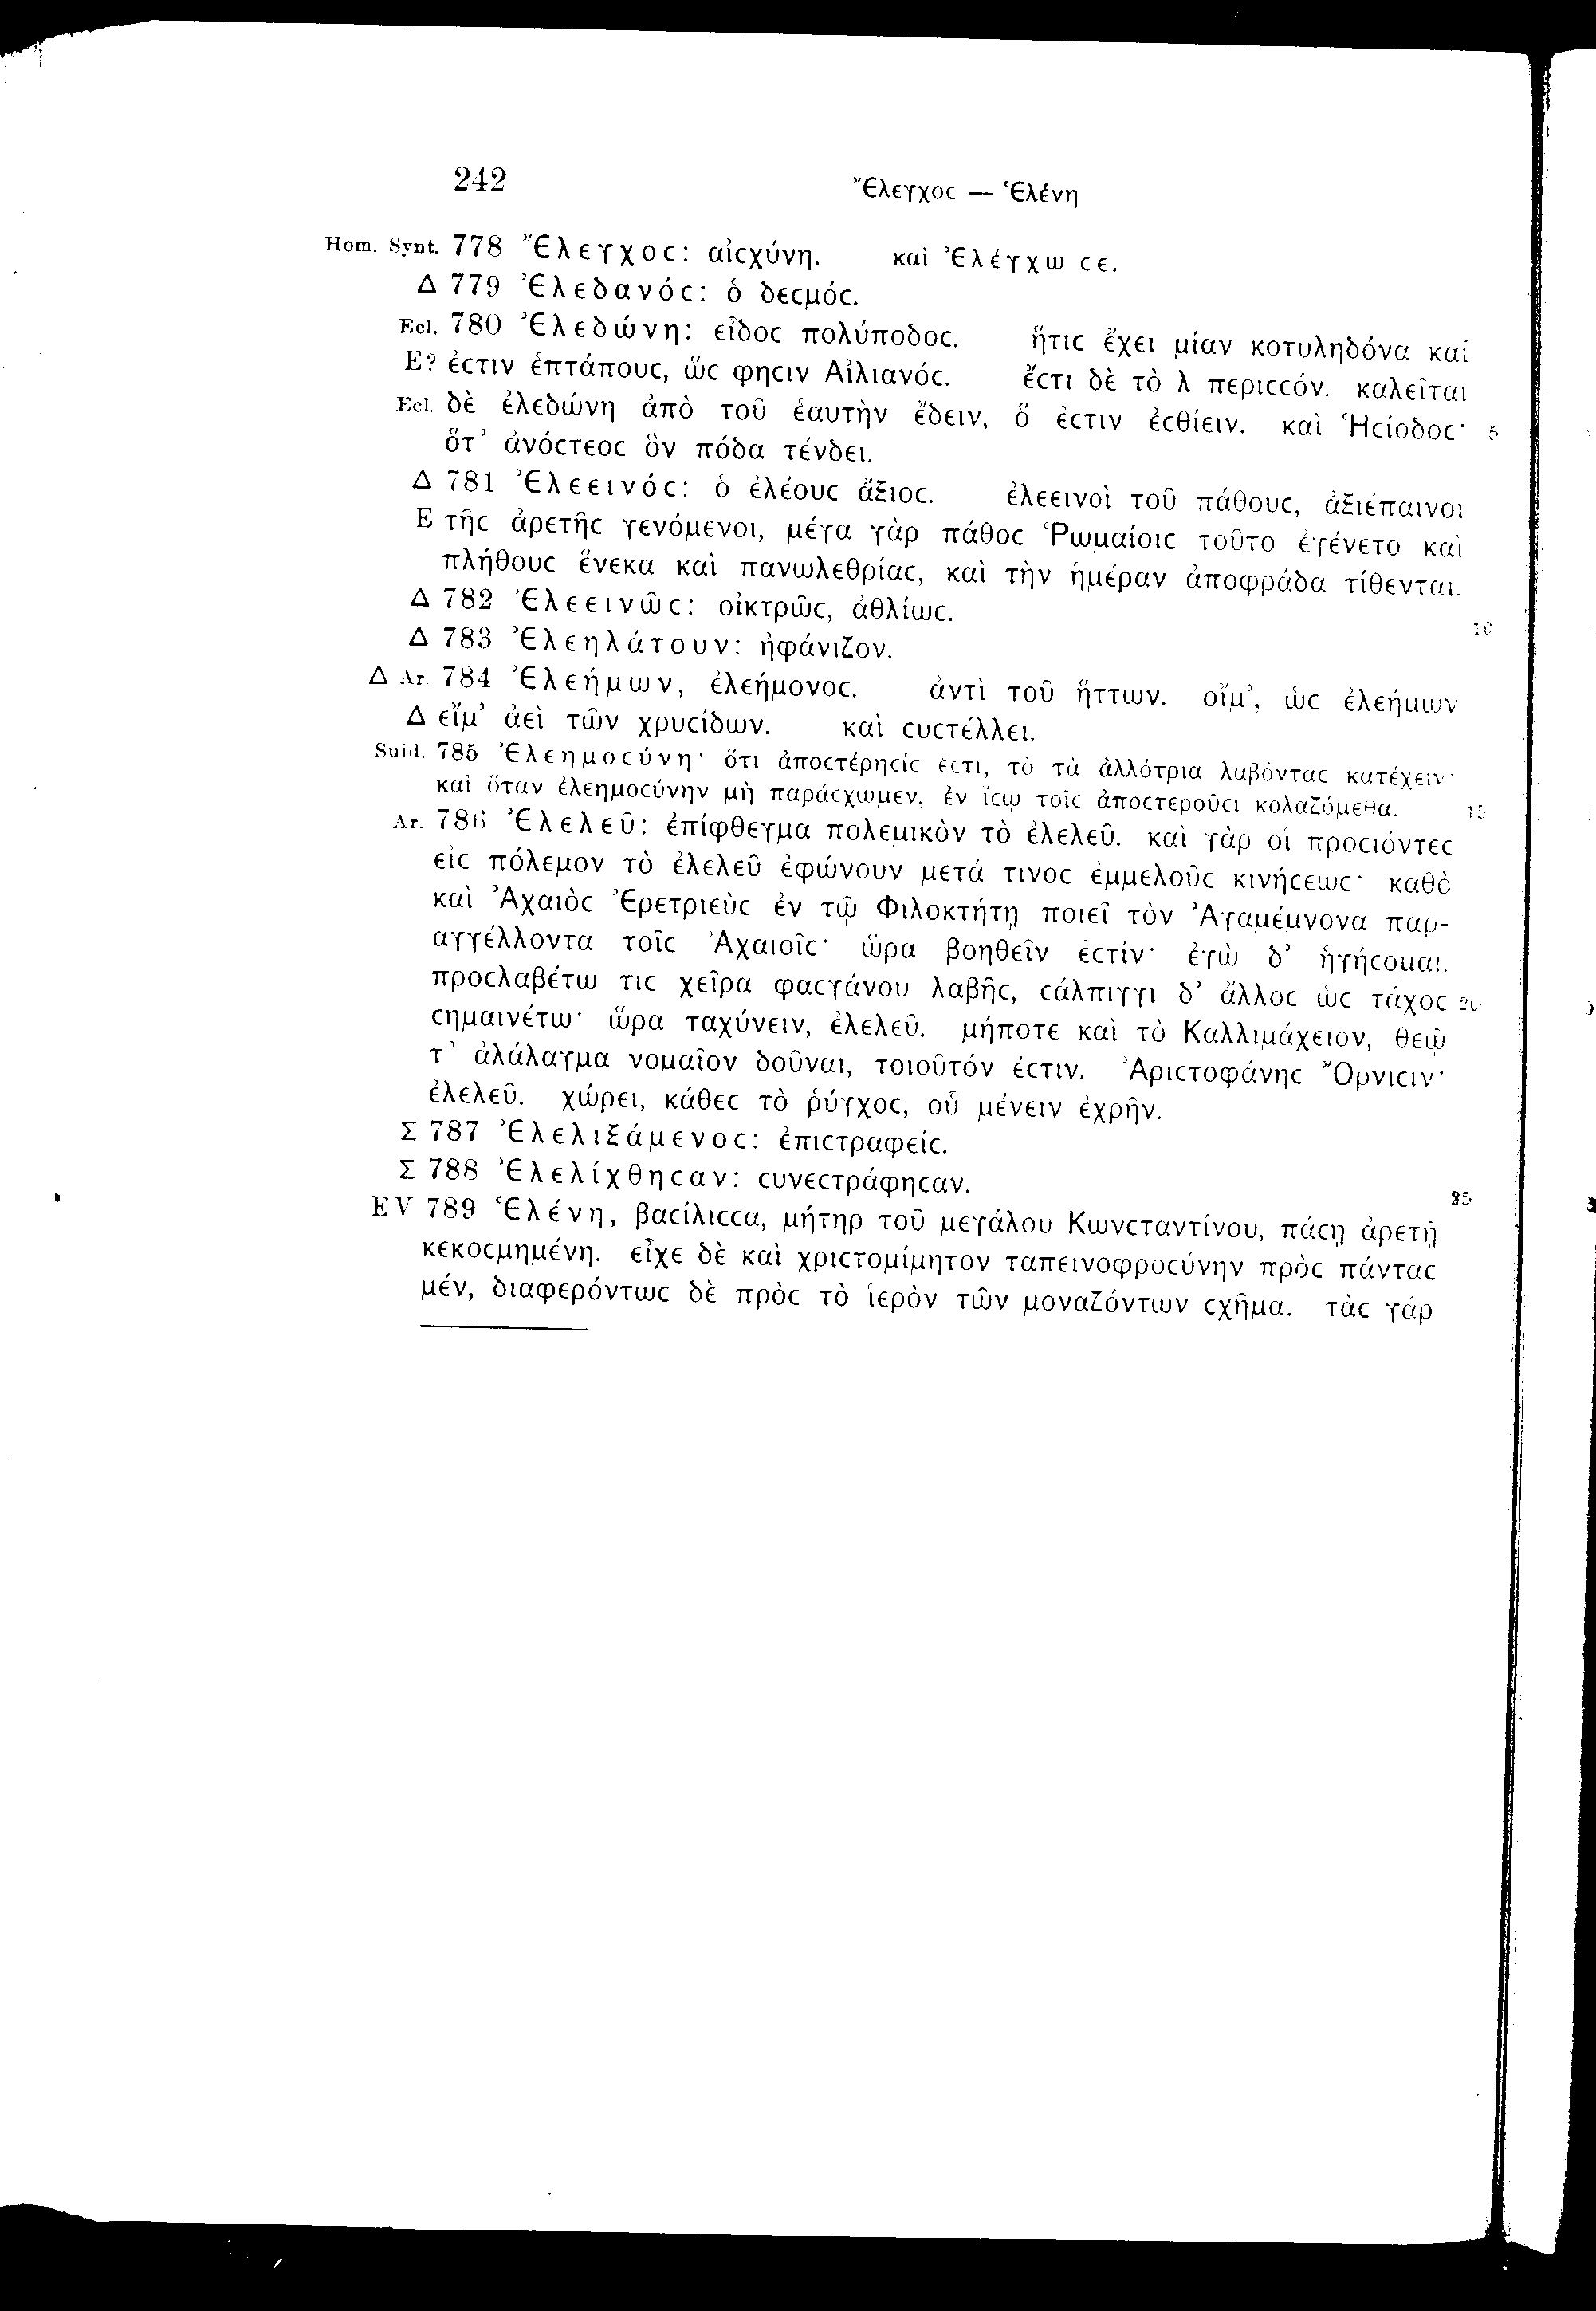 242 Ἔλεγχοϲ — Ἑλένη
Hom. Synt. 778 Ἔλεγχοϲ: αἰϲχύνη. καὶ Ἐλέγχω ϲε.
Δ 779 Ἐλεδανόϲ: ὁ δεϲμόϲ.
Ecl. 780 Ἐλεδώνη: εἶδοϲ πολύποδοϲ. ἥτιϲ ἔχει μίαν κοτυληδόνα καί
E? ἐϲτιν ἑπτάπουϲ, ὥϲ φηϲιν Αἰλιανόϲ. ἔϲτι δὲ τὸ λ περιϲϲόν. καλεῖται
Ecl. δὲ ἐλεδώνη ἀπὸ τοῦ ἑαυτὴν ἔδειν, ὅ ἐϲτιν ἐϲθίειν. καὶ Ἡϲίοδοϲ· 5
ὅτ’ ἀνόϲτεοϲ ὃν πόδα τένδει.
Δ 781 Ἐλεεινόϲ: ὁ ἐλέουϲ ἄξιοϲ. ἐλεεινοὶ τοῦ πάθουϲ, ἀξιέπαινοι
E τῆϲ ἀρετῆϲ γενόμενοι, μέγα γὰρ πάθοϲ Ῥωμαίοιϲ τοῦτο ἐγένετο καὶ
πλήθουϲ ἕνεκα καὶ πανωλεθρίαϲ, καὶ τὴν ἡμέραν ἀποφράδα τίθενται.
Δ 782 Ἐλεεινῶϲ: οἰκτρῶϲ, ἀθλίωϲ. 10
Δ 783 Ἐλεηλάτουν: ἠφάνιζον.
Δ Ar. 784 Ἐλεήμων, ἐλεήμονοϲ. ἀντὶ τοῦ ἥττων. οἴμ’, ὡϲ ἐλεήμων
Δ εἴμ’ ἀεὶ τῶν χρυϲίδων. καὶ ϲυϲτέλλει.
Suid. 785 Ἐλεημοϲύνη· ὅτι ἀποϲτέρηϲίϲ ἐϲτι, τὸ τὰ ἀλλότρια λαβόνταϲ κατέχειν·
καὶ ὅταν ἐλεημοϲύνην μὴ παράϲχωμεν, ἐν ἴϲῳ τοῖϲ ἀποϲτεροῦϲι κολαζόμεθα. 15
Ar. 786 Ἐλελεῦ: ἐπίφθεγμα πολεμικὸν τὸ ἐλελεῦ. καὶ γὰρ οἱ προϲιόντεϲ
εἰϲ πόλεμον τὸ ἐλελεῦ ἐφώνουν μετά τινοϲ ἐμμελοῦϲ κινήϲεωϲ· καθὸ
καὶ Ἀχαιὸϲ Ἐρετριεὺϲ ἐν τῷ Φιλοκτήτῃ ποιεῖ τὸν Ἀγαμέμνονα παρ-
αγγέλλοντα τοῖϲ Ἀχαιοῖϲ· ὥρα βοηθεῖν ἐϲτίν· ἐγὼ δ’ ἡγήϲομαι.
προϲλαβέτω τιϲ χεῖρα φαϲγάνου λαβῆϲ, ϲάλπιγγι δ’ ἄλλοϲ ὡϲ τάχοϲ 20
ϲημαινέτω· ὥρα ταχύνειν, ἐλελεῦ. μήποτε καὶ τὸ Καλλιμάχειον, θειῷ
τ’ ἀλάλαγμα νομαῖον δοῦναι, τοιοῦτόν ἐϲτιν. Ἀριϲτοφάνηϲ Ὄρνιϲιν·
ἐλελεῦ. χώρει, κάθεϲ τὸ ῥύγχοϲ, οὗ μένειν ἐχρῆν.
Σ 787 Ἐλελιξάμενοϲ: ἐπιϲτραφείϲ.
Σ 788 Ἐλελίχθηϲαν: ϲυνεϲτράφηϲαν. 25
EV 789 Ἑλένη, βαϲίλιϲϲα, μήτηρ τοῦ μεγάλου Κωνϲταντίνου, πάϲῃ ἀρετῇ
κεκοϲμημένη. εἶχε δὲ καὶ χριϲτομίμητον ταπεινοφροϲύνην πρὸϲ πάνταϲ
μέν, διαφερόντωϲ δὲ πρὸϲ τὸ ἱερὸν τῶν μοναζόντων ϲχῆμα. τὰϲ γάρ